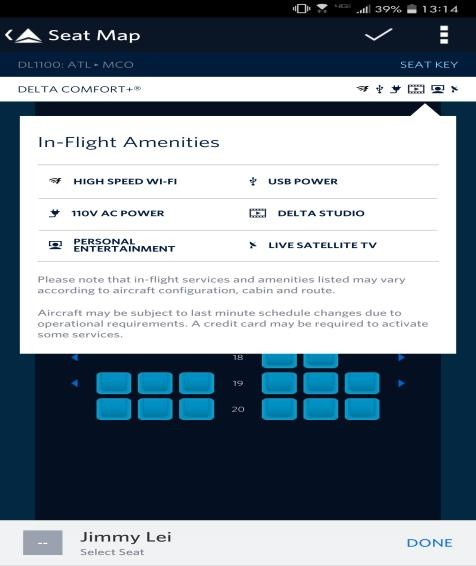 39% 13:14
Seat Map
DL1100: ATL • MCO SEAT KEY
DELTA COMFORT+®
In-Flight Amenities
HIGH SPEED WI-FI USB POWER
110V AC POWER DELTA STUDIO
PERSONAL
ENTERTAINMENT LIVE SATELLITE TV
Please note that in-flight services and amenities listed may vary
according to aircraft configuration, cabin and route.
Aircraft may be subject to last minute schedule changes due to
operational requirements. A credit card may be required to activate
some services.
18
19
20
-- Jimmy Lei
Select Seat
DONE